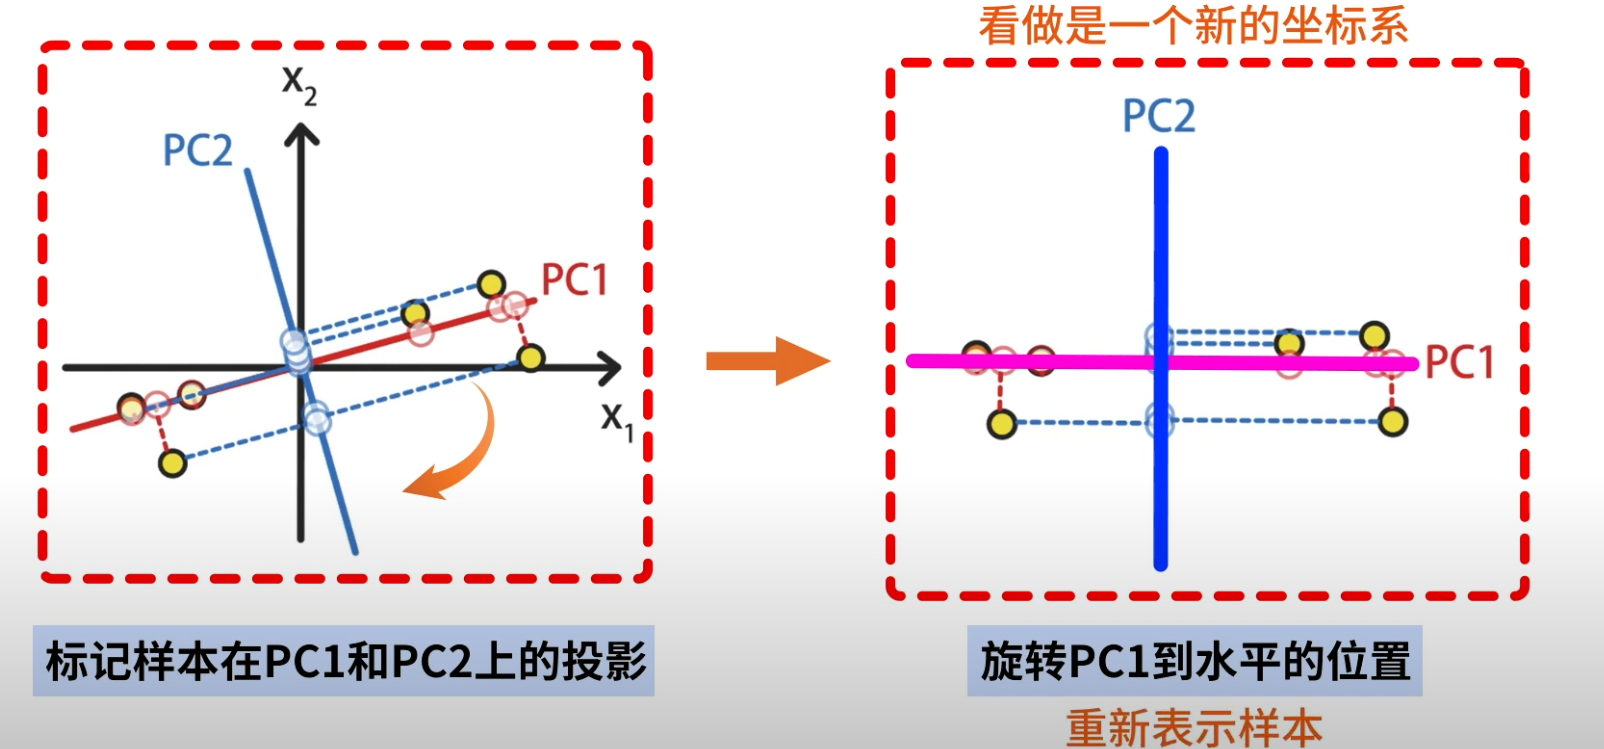 看做是一个新的坐标系
X2
PC2
PC1
X1
PC2
PC1
标记样本在PC1和PC2上的投影
旋转PC1到水平的位置
重新表示样本